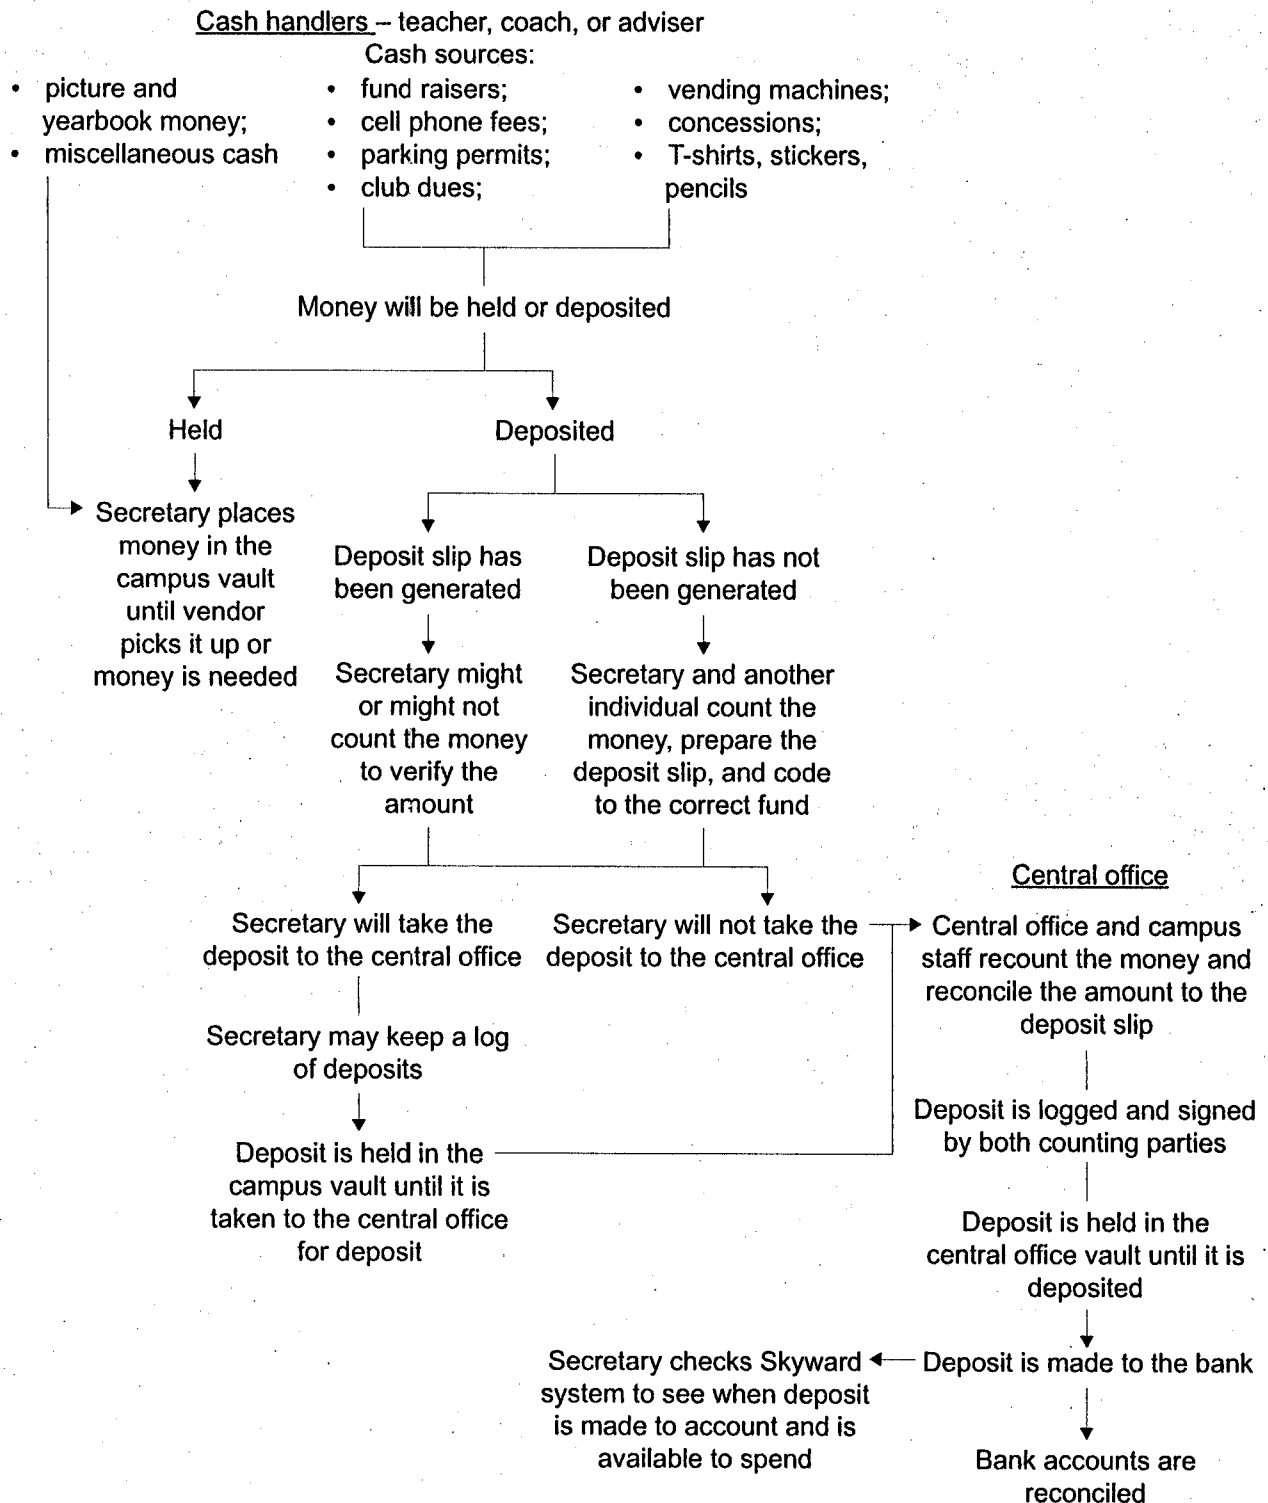 Cash handlers – teacher, coach, or adviser
Cash sources:
• picture and
yearbook money;
• miscellaneous cash
• fund raisers;
• cell phone fees;
• parking permits;
• club dues;
• vending machines;
• concessions;
• T-shirts, stickers,
pencils
Money will be held or deposited
Held
Deposited
Secretary places
money in the
campus vault
until vendor
picks it up or
money is needed
Deposit slip has
been generated
Deposit slip has not
been generated
Secretary might
or might not
count the money
to verify the
amount
Secretary and another
individual count the
money, prepare the
deposit slip, and code
to the correct fund
Secretary will take the
deposit to the central office
Secretary will not take the
deposit to the central office
Secretary may keep a log
of deposits
Deposit is held in the
campus vault until it is
taken to the central office
for deposit
Central office
Central office and campus
staff recount the money and
reconcile the amount to the
deposit slip
Deposit is logged and signed
by both counting parties
Deposit is held in the
central office vault until it is
deposited
Deposit is made to the bank
Secretary checks Skyward
system to see when deposit
is made to account and is
available to spend
Bank accounts are
reconciled